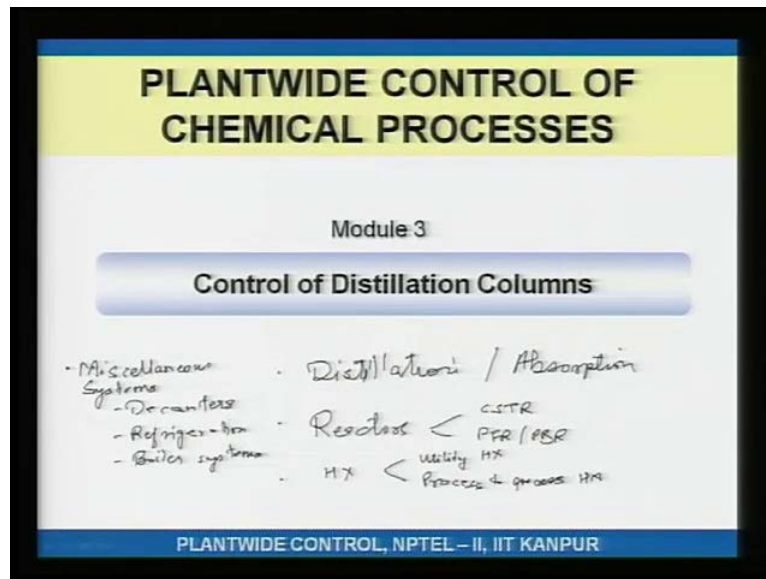 PLANTWIDE CONTROL OF
CHEMICAL PROCESSES
Module 3
Control of Distillation Columns
• Miscellaneous
Systems
- Decanters
- Refrigeration
- Boiler systems
• Distillation / Absorption
• Reactors < CSTR
PFR / PBR
• HX < Utility HX
Process to process HX
PLANTWIDE CONTROL, NPTEL – II, IIT KANPUR